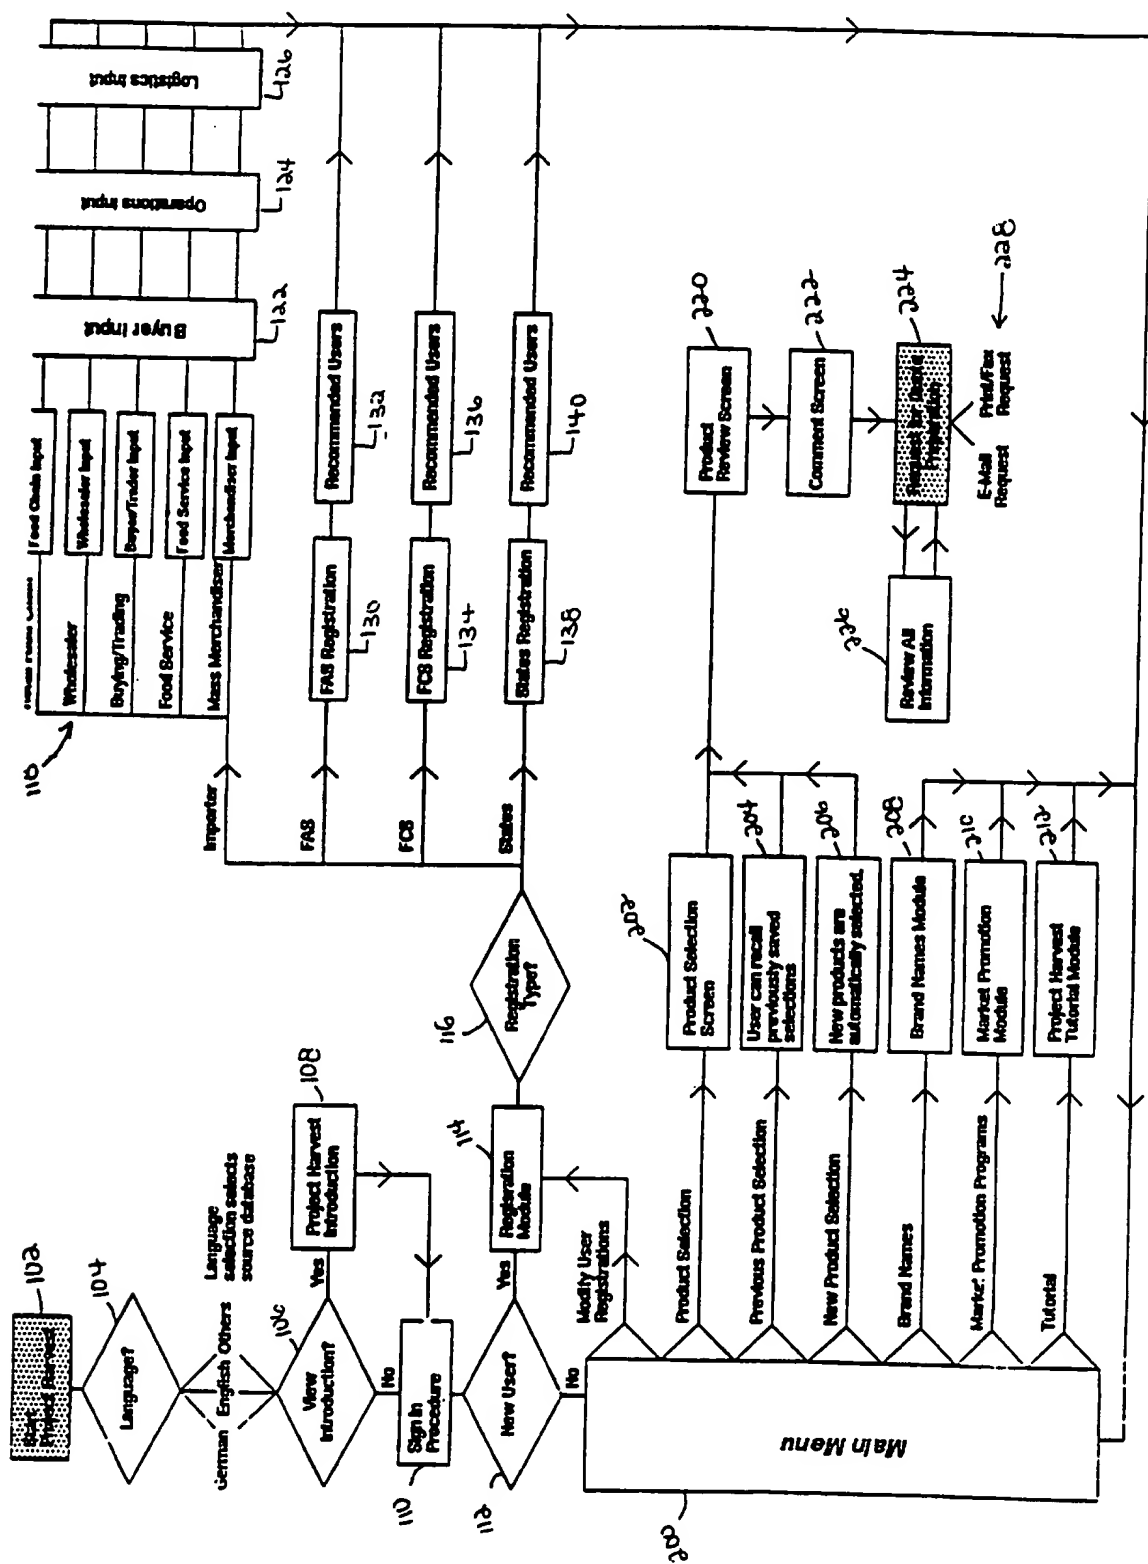 102
Start
Project Harvest
104
Language?
German
English
Others
Language
selection selects
source database
View
Introduction?
Yes
108
Project Harvest
Introduction
No
Sign In
Procedure
110
112
New User?
Yes
114
Registration
Module
No
116
Registration
Type?
Importer
FAS
FCS
States
Wholesaler
Buying/Trading
Food Service
Mass Merchandiser
Food Chain Input
Wholesaler Input
Buyer/Trader Input
Food Service Input
Merchandiser Input
Buyer Input
122
Operations Input
124
Logistics Input
126
FAS Registration
130
Recommended Users
132
FCS Registration
134
Recommended Users
136
States Registration
138
Recommended Users
140
200
Main Menu
Modify User
Registrations
Product Selection
Previous Product Selection
New Product Selection
Brand Names
Market Promotion Programs
Tutorial
202
Product Selection
Screen
204
User can recall
previously saved
selections
206
New products are
automatically selected.
208
Brand Names Module
210
Market Promotion
Module
212
Project Harvest
Tutorial Module
220
Product
Review Screen
222
Comment Screen
224
Request for Quote
Preparation
226
Review All
Information
E-Mail
Request
Print/Fax
Request
228